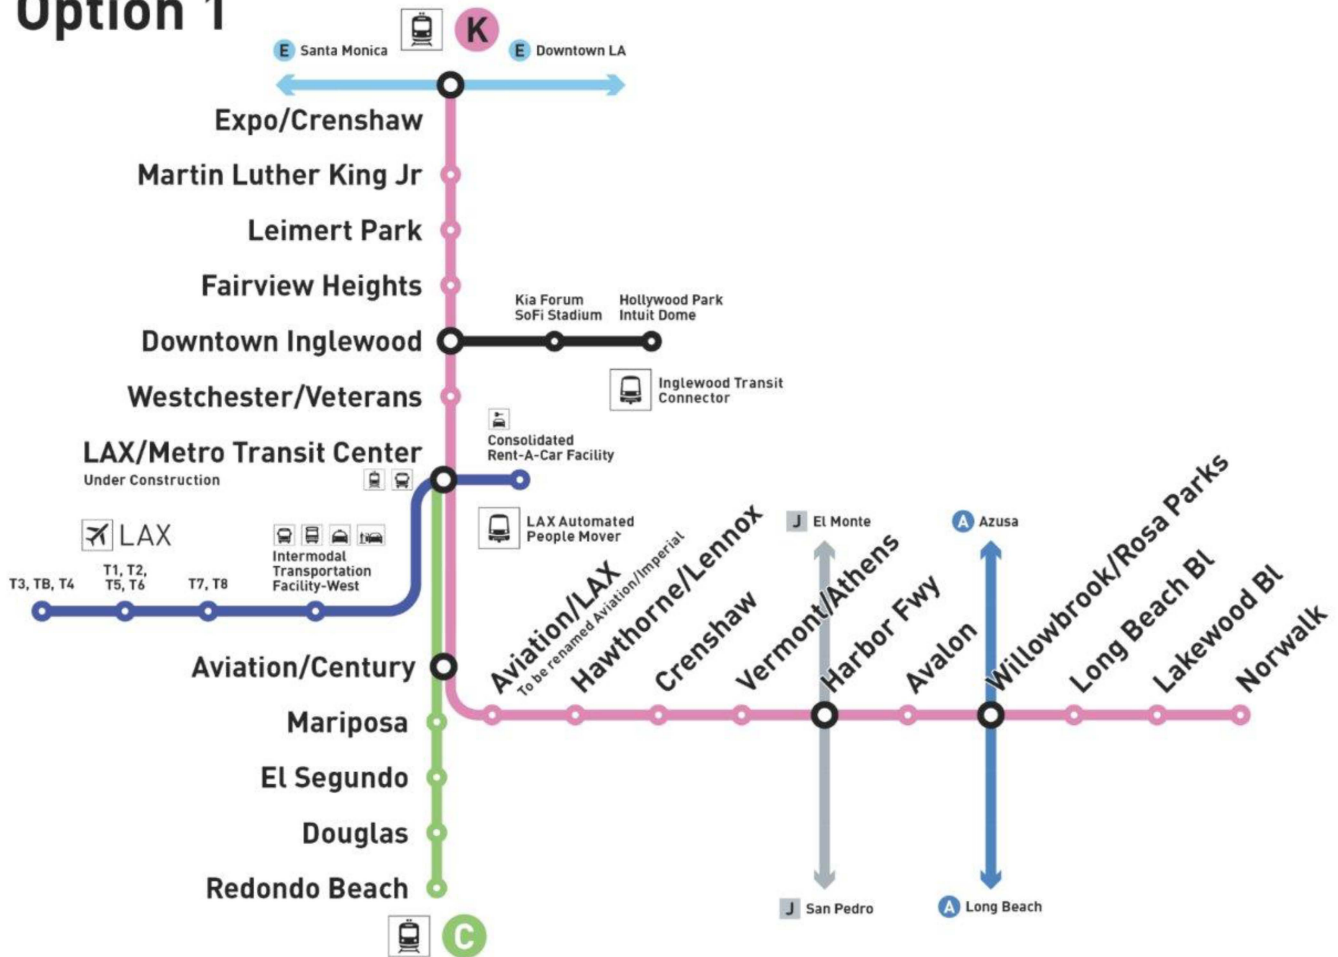 Option 1
K
E Santa Monica
E Downtown LA
Expo/Crenshaw
Martin Luther King Jr
Leimert Park
Fairview Heights
Kia Forum
SoFi Stadium
Hollywood Park
Intuit Dome
Downtown Inglewood
Inglewood Transit
Connector
Westchester/Veterans
LAX/Metro Transit Center
Under Construction
Consolidated
Rent-A-Car Facility
LAX Automated
People Mover
LAX
Intermodal
Transportation
Facility-West
T3, TB, T4
T1, T2,
T5, T6
T7, T8
J El Monte
A Azusa
Aviation/Century
Aviation/LAX
To be renamed Aviation/Imperial
Hawthorne/Lennox
Crenshaw
Vermont/Athens
Harbor Fwy
Avalon
Willowbrook/Rosa Parks
Long Beach Bl
Lakewood Bl
Norwalk
Mariposa
El Segundo
Douglas
Redondo Beach
J San Pedro
A Long Beach
C